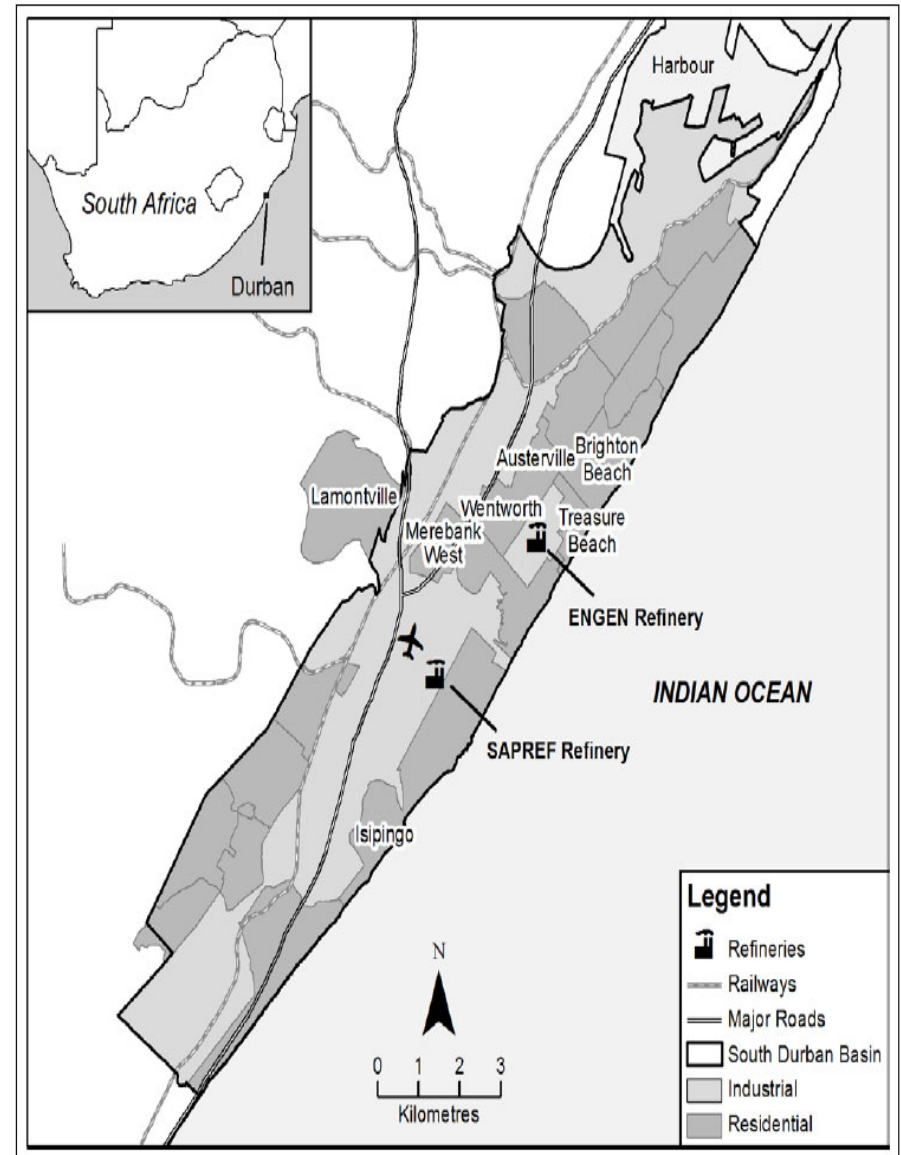 Harbour
South Africa
Durban
Austerville
Brighton
Beach
Lamontville
Wentworth
Merebank
West
Treasure
Beach
ENGEN Refinery
INDIAN OCEAN
SAPREF Refinery
Isipingo
Legend
Refineries
Railways
Major Roads
South Durban Basin
Industrial
Residential
N
0 1 2 3
Kilometres